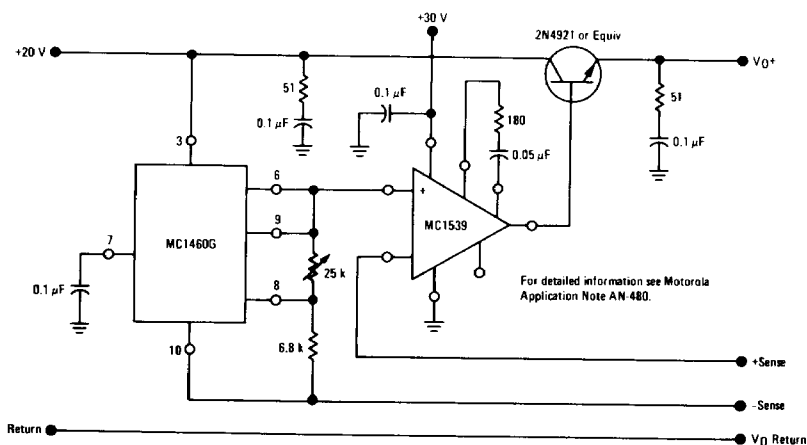 +30 V
2N4921 or Equiv
+20 V
VO+
51
0.1 µF
0.1 µF
180
0.05 µF
51
0.1 µF
3
6
+
7
MC1460G
9
MC1539
0.1 µF
8
25 k
For detailed information see Motorola
Application Note AN-480.
10
6.8 k
+Sense
-Sense
Return
VO Return